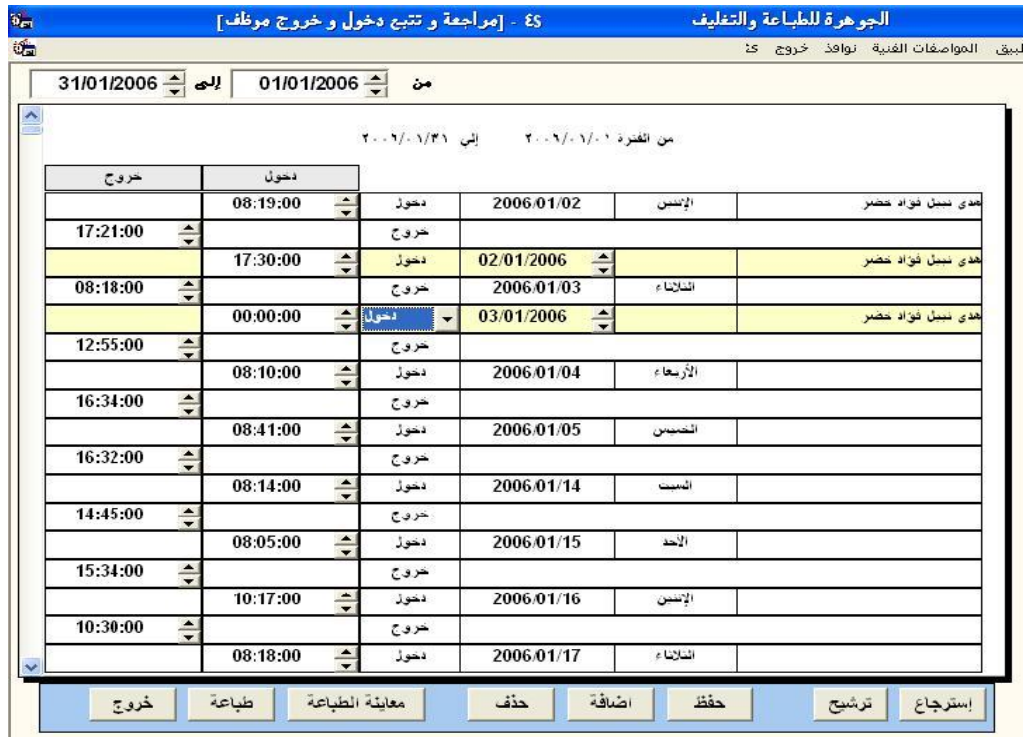 الجوهرة للطباعة والتغليف ٤S - [مراجعة و تتبع دخول و خروج موظف]
المواصفات الفنية نوافذ خروج
من 01/01/2006 إلى 31/01/2006
من الفترة ٢٠٠٦/٠١/٠١ إلي ٢٠٠٦/٠١/٣١
دخول خروج
هدى نبيل فؤاد خضر الإثنين 2006/01/02 دخول 08:19:00
خروج 17:21:00
هدى نبيل فؤاد خضر 02/01/2006 دخول 17:30:00
الثلاثاء 2006/01/03 خروج 08:18:00
هدى نبيل فؤاد خضر 03/01/2006 دخول 00:00:00
خروج 12:55:00
الأربعاء 2006/01/04 دخول 08:10:00
خروج 16:34:00
الخميس 2006/01/05 دخول 08:41:00
خروج 16:32:00
السبت 2006/01/14 دخول 08:14:00
خروج 14:45:00
الأحد 2006/01/15 دخول 08:05:00
خروج 15:34:00
الإثنين 2006/01/16 دخول 10:17:00
خروج 10:30:00
الثلاثاء 2006/01/17 دخول 08:18:00
إسترجاع ترشيح حفظ اضافة حذف معاينة الطباعة طباعة خروج